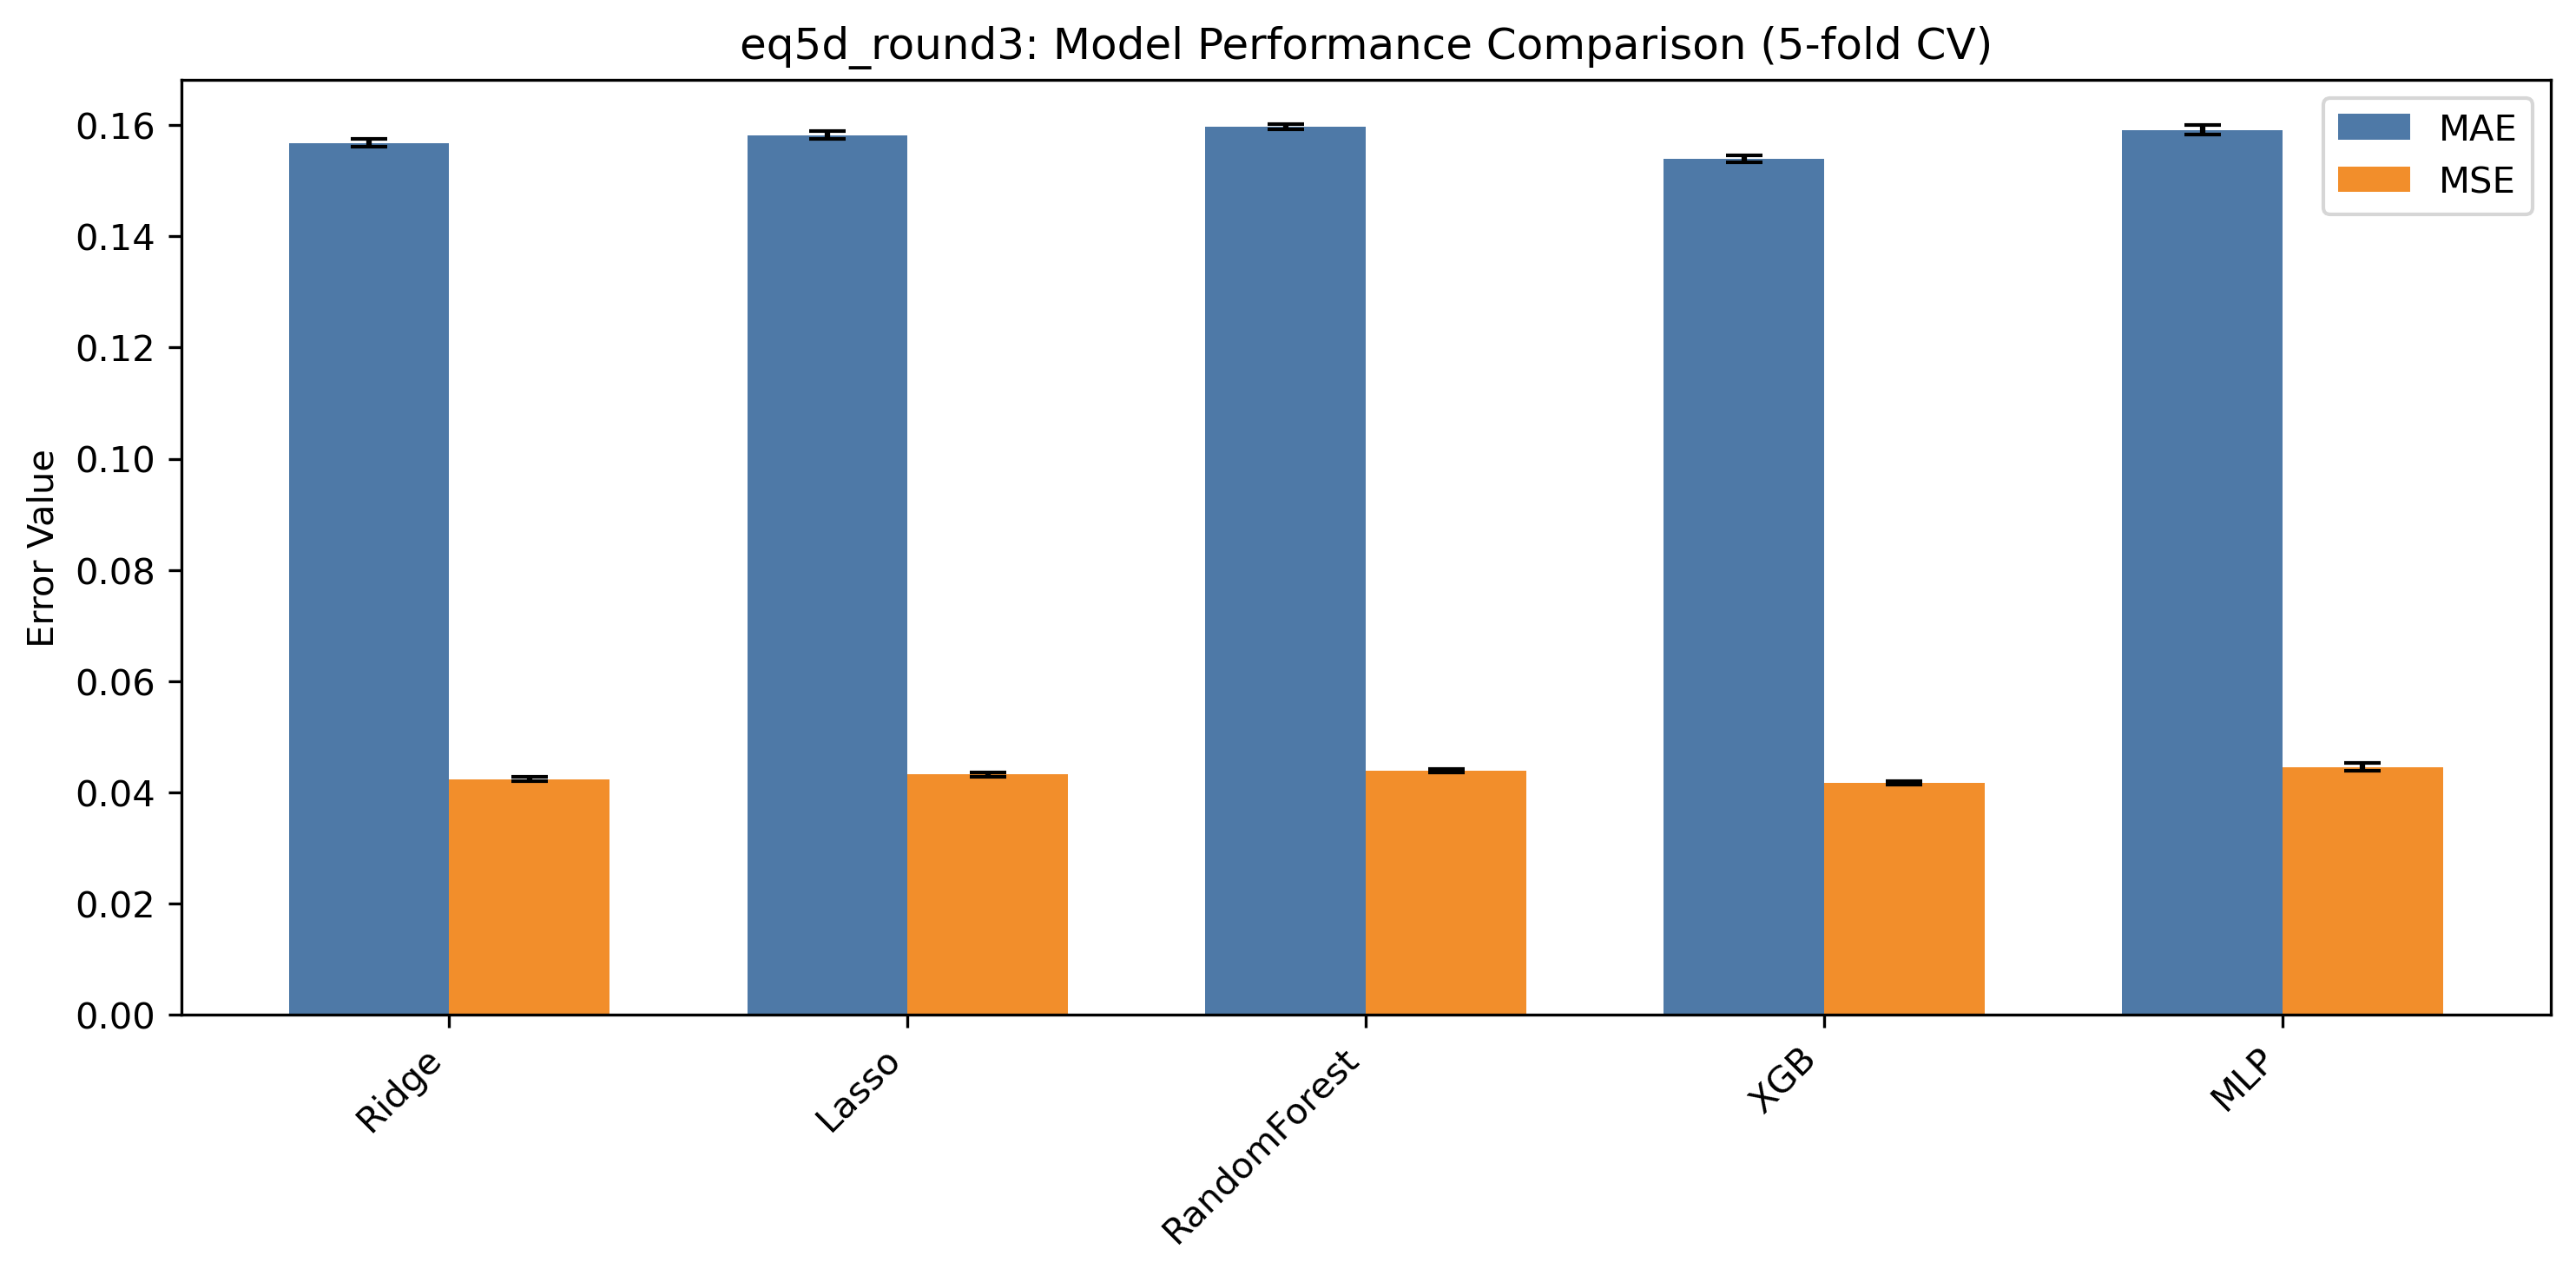 eq5d_round3: Model Performance Comparison (5-fold CV)
MAE
MSE
Error Value
0.16
0.14
0.12
0.10
0.08
0.06
0.04
0.02
0.00
Ridge
Lasso
RandomForest
XGB
MLP